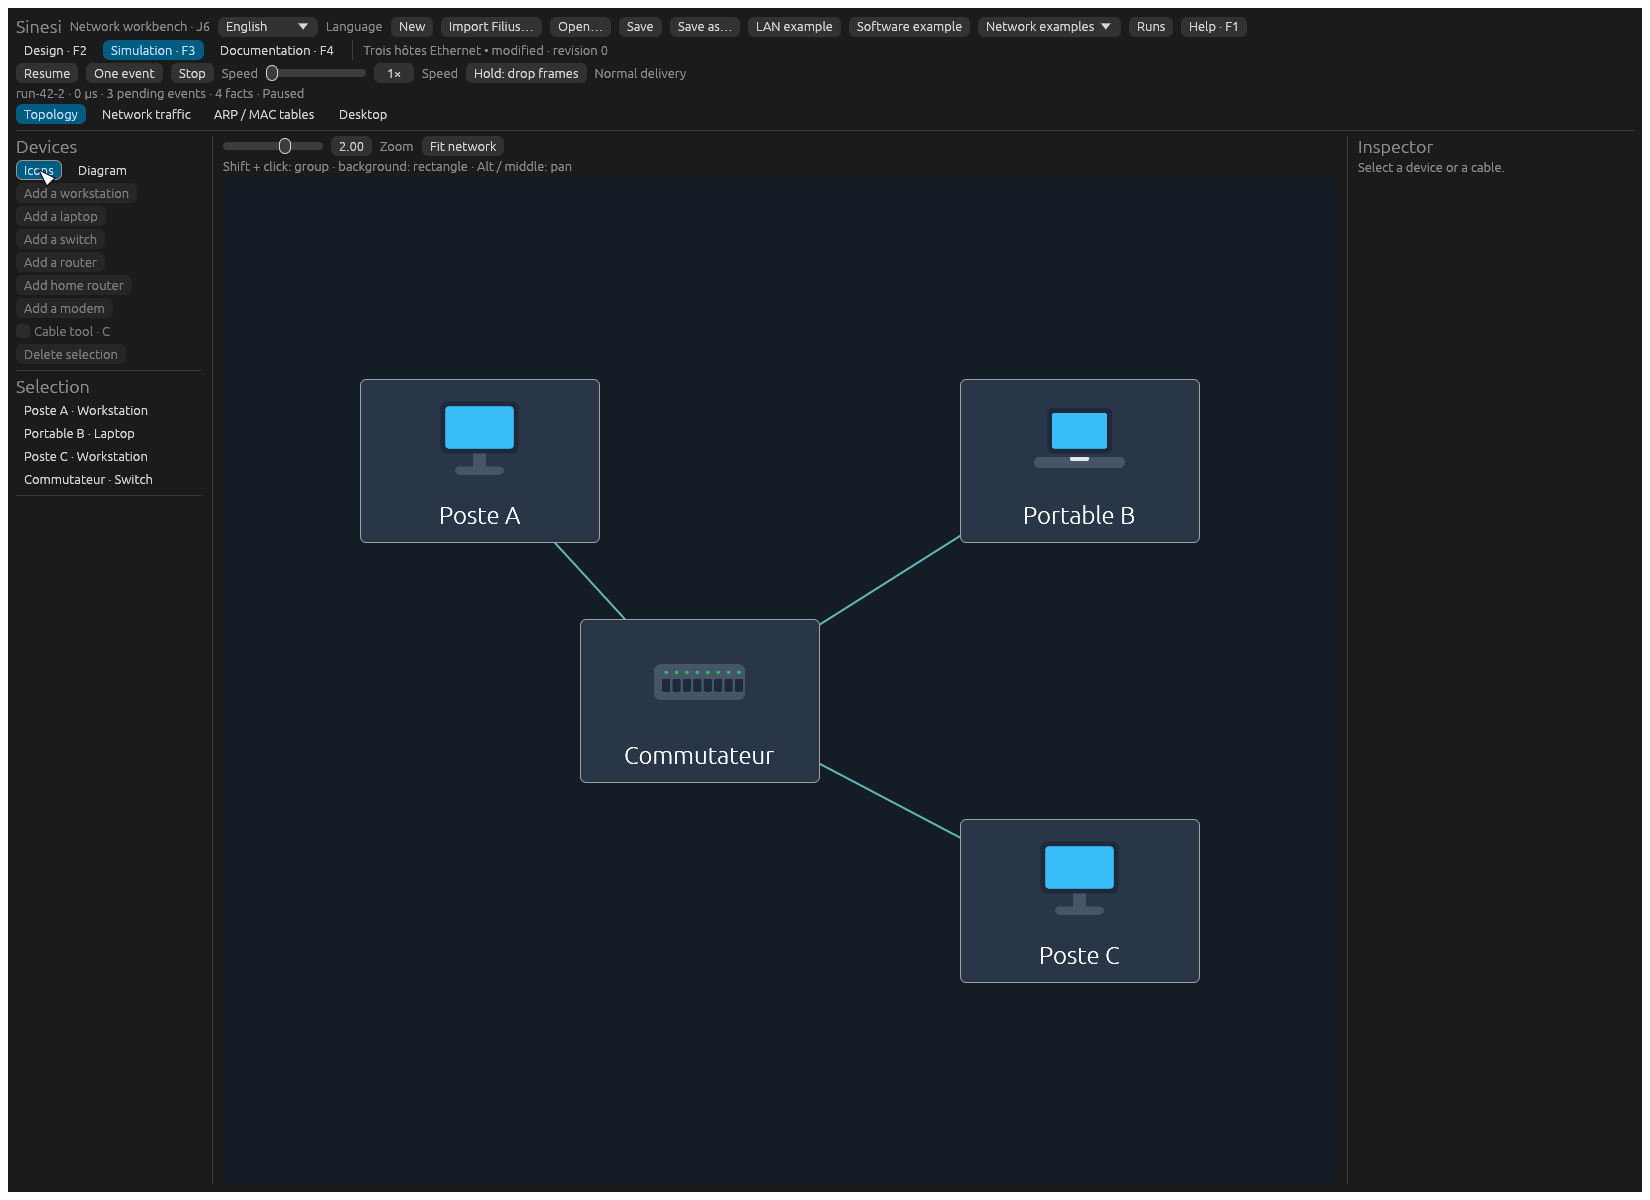 Sinesi Network workbench · J6 English Language New Import Filius... Open... Save Save as... LAN example Software example Network examples Runs Help · F1
Design · F2 Simulation · F3 Documentation · F4 Trois hôtes Ethernet • modified · revision 0
Resume One event Stop Speed 1× Speed Hold: drop frames Normal delivery
run-42-2 · 0 µs · 3 pending events · 4 facts · Paused
Topology Network traffic ARP / MAC tables Desktop
Devices
Icons Diagram
Add a workstation
Add a laptop
Add a switch
Add a router
Add home router
Add a modem
Cable tool · C
Delete selection
Selection
Poste A · Workstation
Portable B · Laptop
Poste C · Workstation
Commutateur · Switch
2.00 Zoom Fit network
Shift + click: group · background: rectangle · Alt / middle: pan
Poste A
Portable B
Commutateur
Poste C
Inspector
Select a device or a cable.